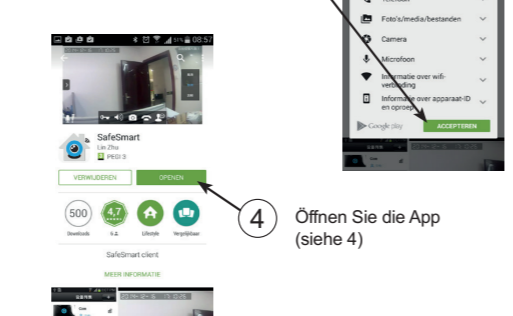 08:57
SafeSmart
Lin Zhu
PEGI 3
VERWIJDEREN
OPENEN
500
4,7
Downloads
Lifestyle
Vergelijkbaar
SafeSmart client
MEER INFORMATIE
Foto's/media/bestanden
Camera
Microfoon
Informatie over wifi-
verbinding
Informatie over apparaat-ID
en oproep
Google play
ACCEPTEREN
4
Öffnen Sie die App
(siehe 4)